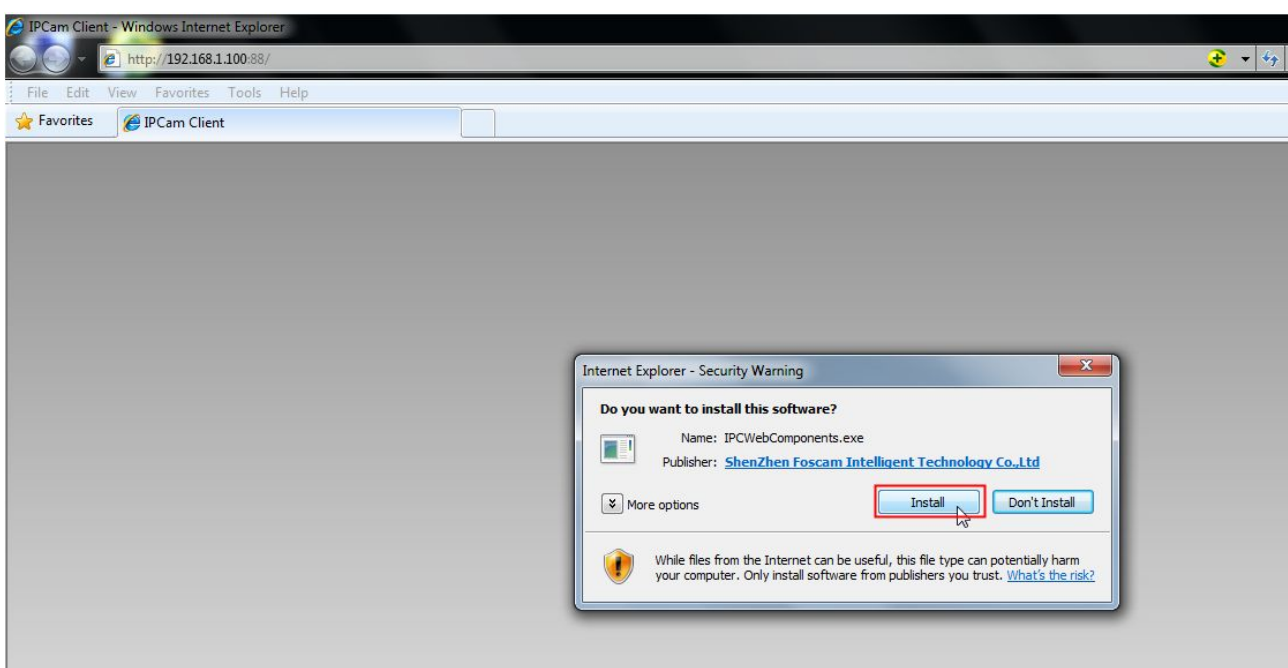 IPCam Client - Windows Internet Explorer
http://192.168.1.100:88/
File Edit View Favorites Tools Help
Favorites IPCam Client
Internet Explorer - Security Warning
Do you want to install this software?
Name: IPCWebComponents.exe
Publisher: ShenZhen Foscam Intelligent Technology Co.,Ltd
More options Install Don't Install
While files from the Internet can be useful, this file type can potentially harm
your computer. Only install software from publishers you trust. What's the risk?